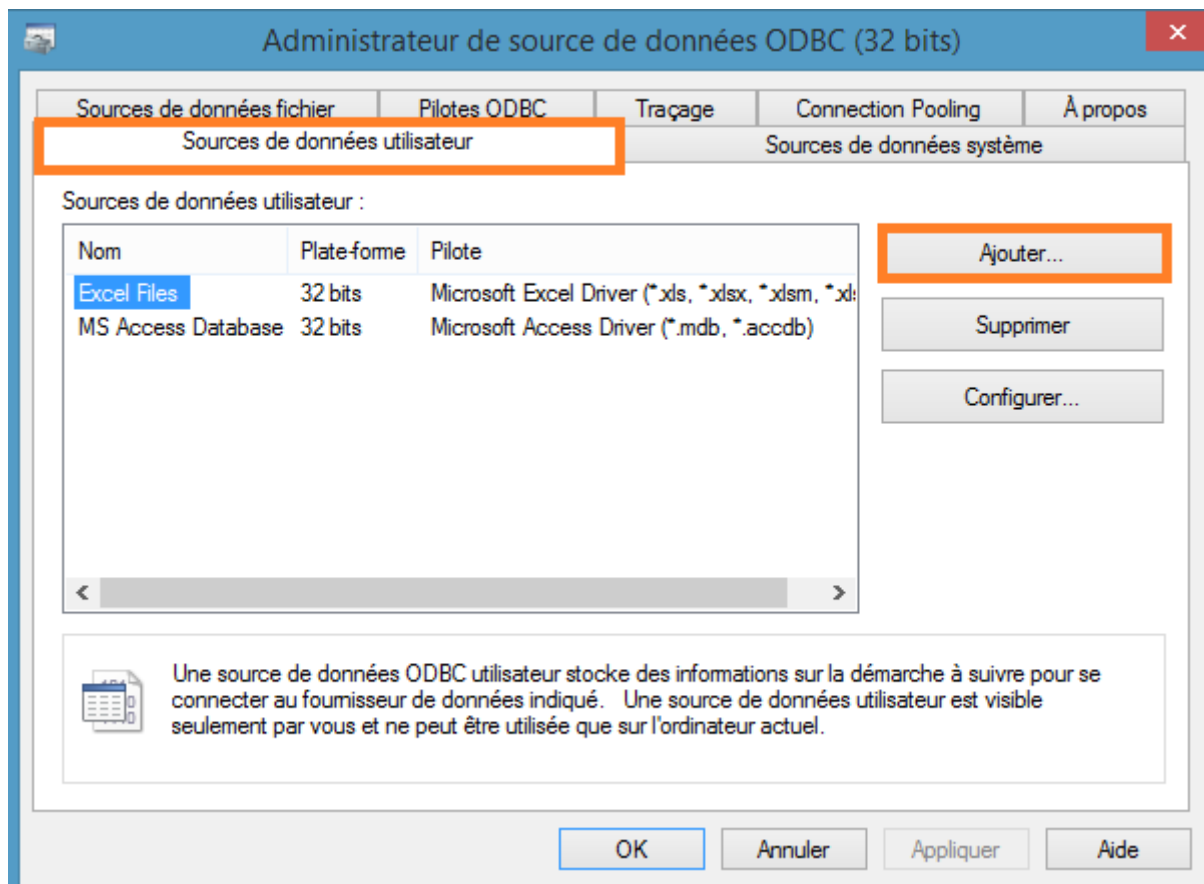 Administrateur de source de données ODBC (32 bits)
Sources de données fichier
Pilotes ODBC
Traçage
Connection Pooling
À propos
Sources de données utilisateur
Sources de données système
Sources de données utilisateur :
Nom Plate-forme Pilote
Excel Files 32 bits Microsoft Excel Driver (*.xls, *.xlsx, *.xlsm, *.xls
MS Access Database 32 bits Microsoft Access Driver (*.mdb, *.accdb)
Ajouter...
Supprimer
Configurer...
Une source de données ODBC utilisateur stocke des informations sur la démarche à suivre pour se
connecter au fournisseur de données indiqué. Une source de données utilisateur est visible
seulement par vous et ne peut être utilisée que sur l'ordinateur actuel.
OK
Annuler
Appliquer
Aide